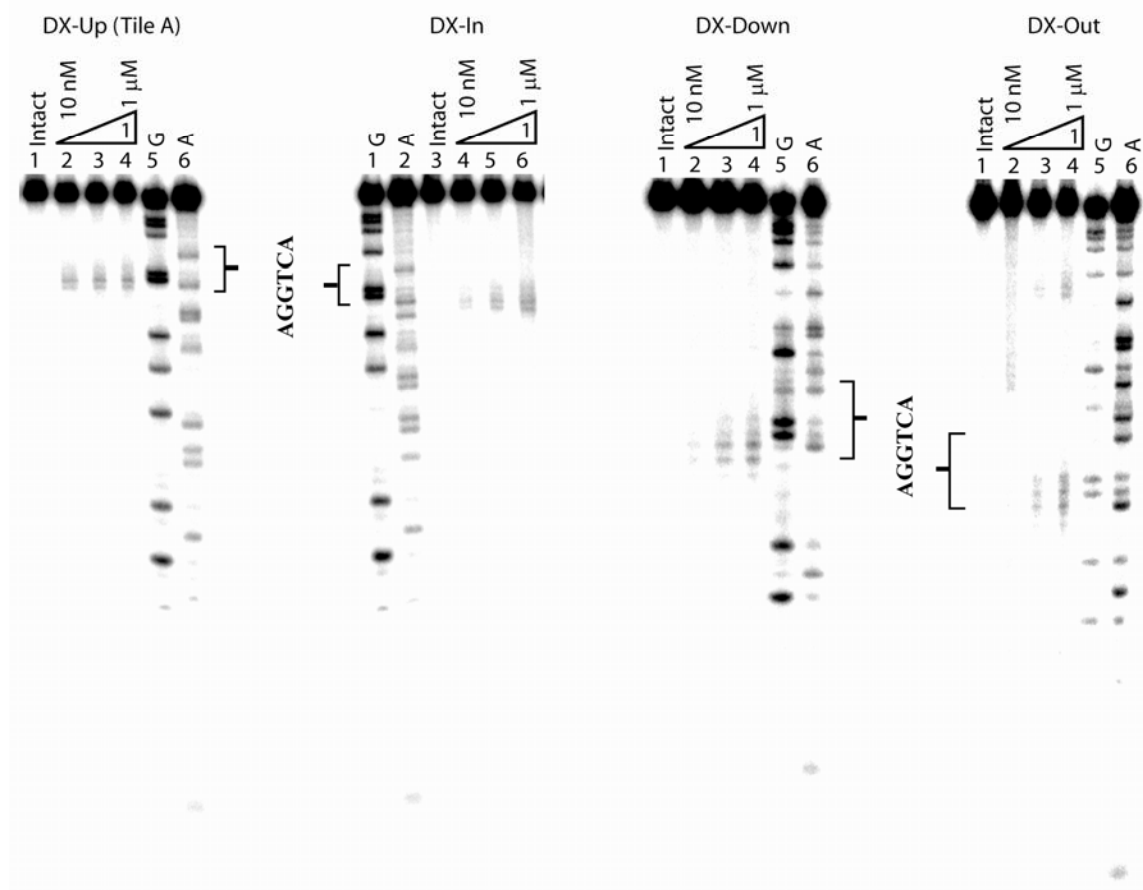 DX-Up (Tile A)
Intact
10 nM
1 μM
1
G
A
1 2 3 4 5 6
DX-In
G
A
Intact
10 nM
1 μM
1
1 2 3 4 5 6
AGGTCA
DX-Down
Intact
10 nM
1 μM
1
G
A
1 2 3 4 5 6
DX-Out
Intact
10 nM
1 μM
1
G
A
1 2 3 4 5 6
AGGTCA